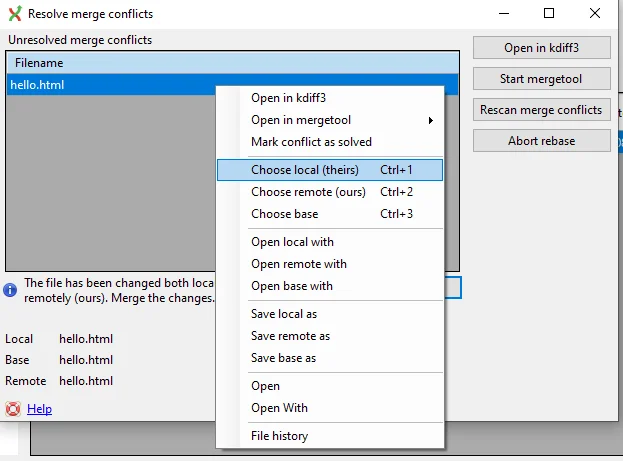 Resolve merge conflicts
Unresolved merge conflicts
Filename
hello.html
Open in kdiff3
Start mergetool
Rescan merge conflicts
Abort rebase
Open in kdiff3
Open in mergetool
Mark conflict as solved
Choose local (theirs) Ctrl+1
Choose remote (ours) Ctrl+2
Choose base Ctrl+3
Open local with
Open remote with
Open base with
Save local as
Save remote as
Save base as
Open
Open With
File history
The file has been changed both loca
remotely (ours). Merge the changes.
Local hello.html
Base hello.html
Remote hello.html
Help